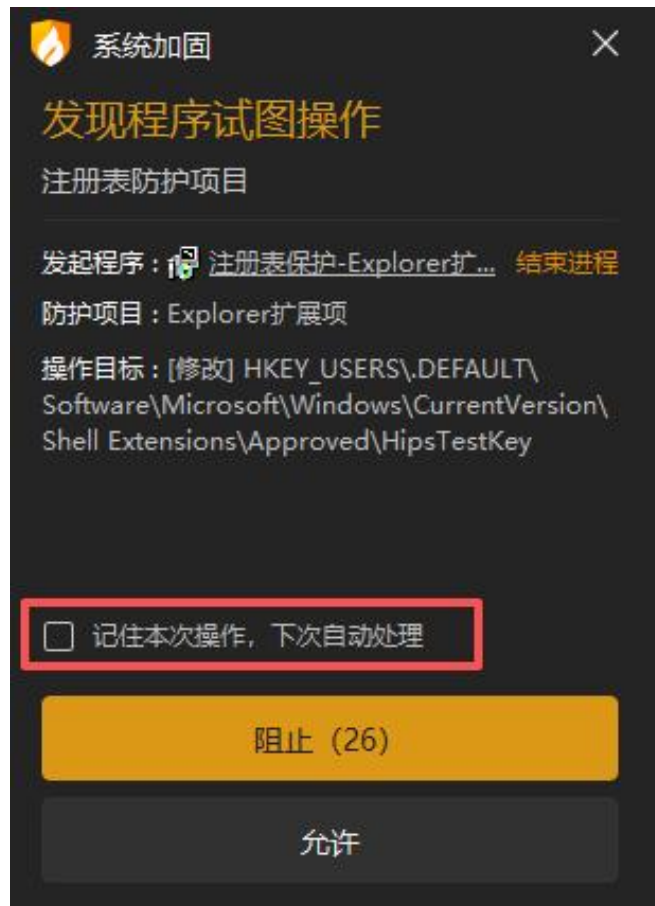 系统加固
发现程序试图操作
注册表防护项目
发起程序：注册表保护-Explorer扩... 结束进程
防护项目：Explorer扩展项
操作目标：[修改] HKEY_USERS\.DEFAULT\
Software\Microsoft\Windows\CurrentVersion\
Shell Extensions\Approved\HipsTestKey
记住本次操作，下次自动处理
阻止（26）
允许